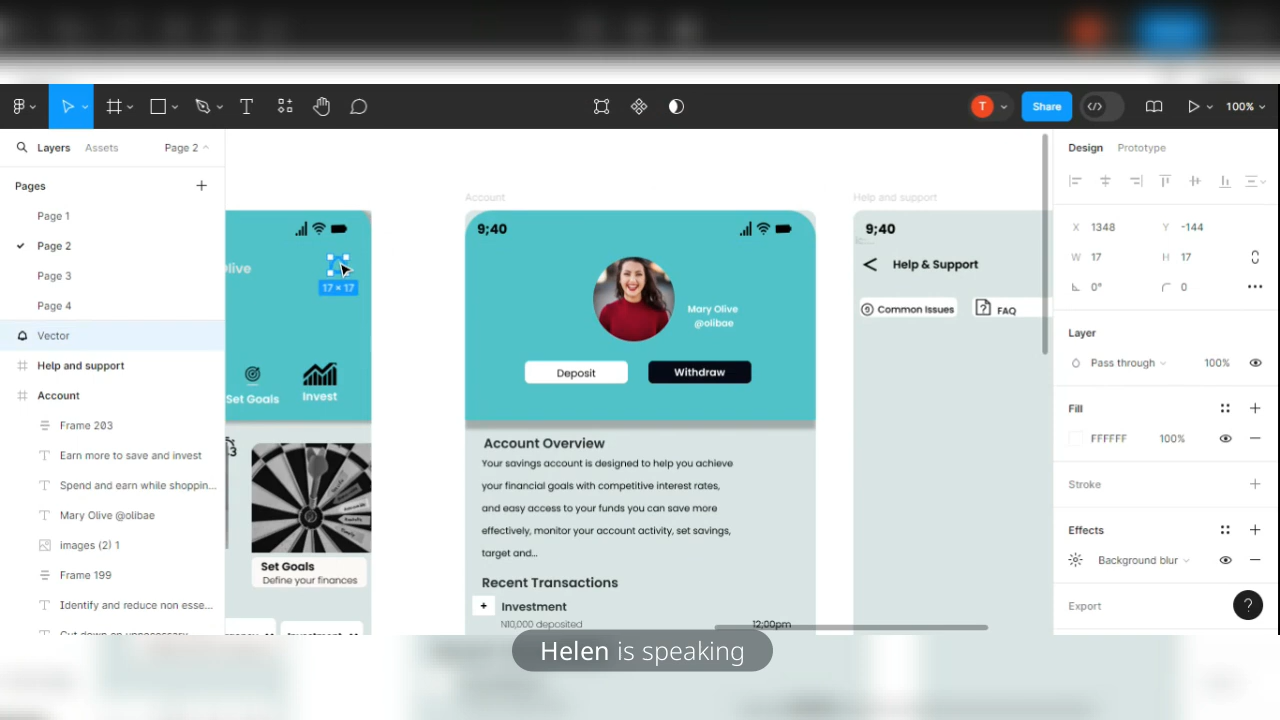 T
Share
100%
Layers
Assets
Page 2
Pages
Page 1
Page 2
Page 3
Page 4
Vector
Help and support
Account
Frame 203
Earn more to save and invest
Spend and earn while shoppin...
Mary Olive @olibae
images (2) 1
Frame 199
Identify and reduce non esse...
Olive
17 × 17
Set Goals
Invest
Set Goals
Define your finances
Account
9;40
Mary Olive
@olibae
Deposit
Withdraw
Account Overview
Your savings account is designed to help you achieve
your financial goals with competitive interest rates,
and easy access to your funds you can save more
effectively, monitor your account activity, set savings,
target and...
Recent Transactions
+ Investment
N10,000 deposited
12:00pm
Help and support
9;40
Help & Support
Common Issues
FAQ
Design
Prototype
X 1348
Y -144
W 17
H 17
0°
0
Layer
Pass through
100%
Fill
FFFFFF
100%
Stroke
Effects
Background blur
Export
?
Helen is speaking